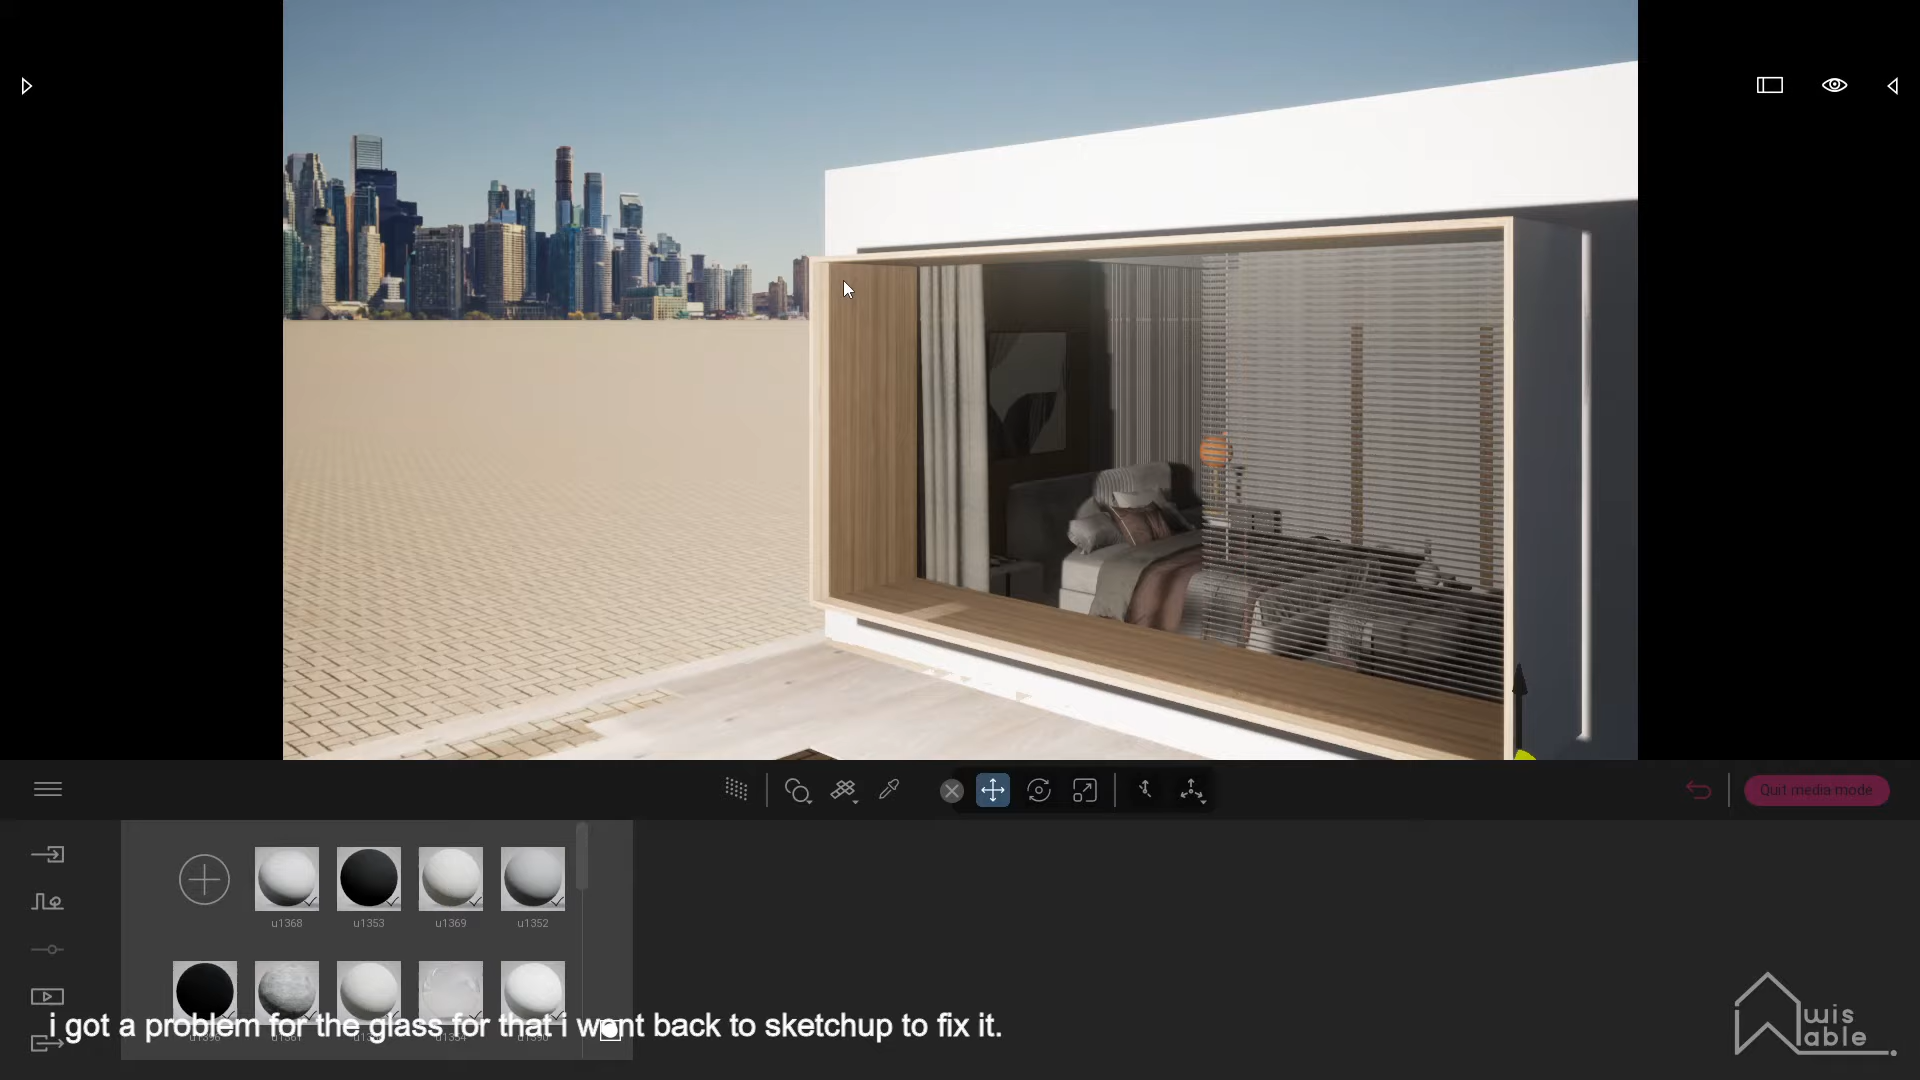 Quit media mode
u1368
u1353
u1369
u1352
i got a problem for the glass for that i went back to sketchup to fix it.
wis
able